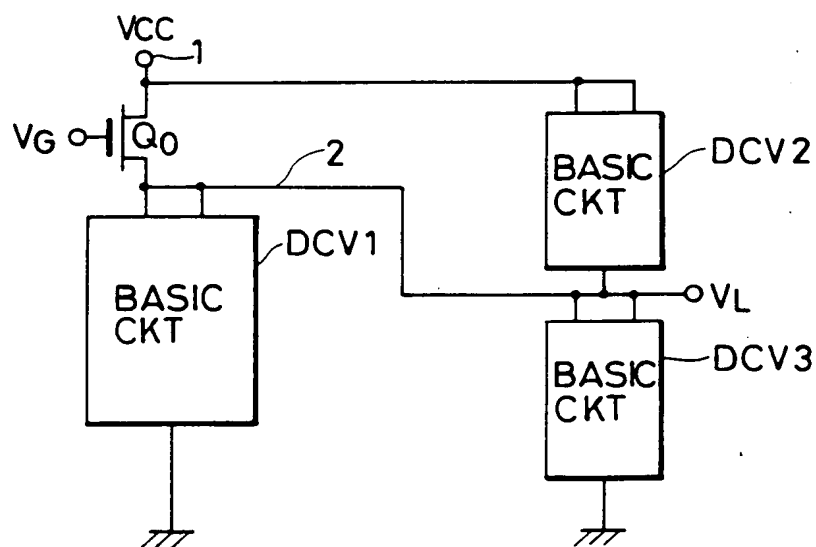 VCC
1
VG
Q0
2
BASIC
CKT
DCV1
BASIC
CKT
DCV2
VL
BASIC
CKT
DCV3